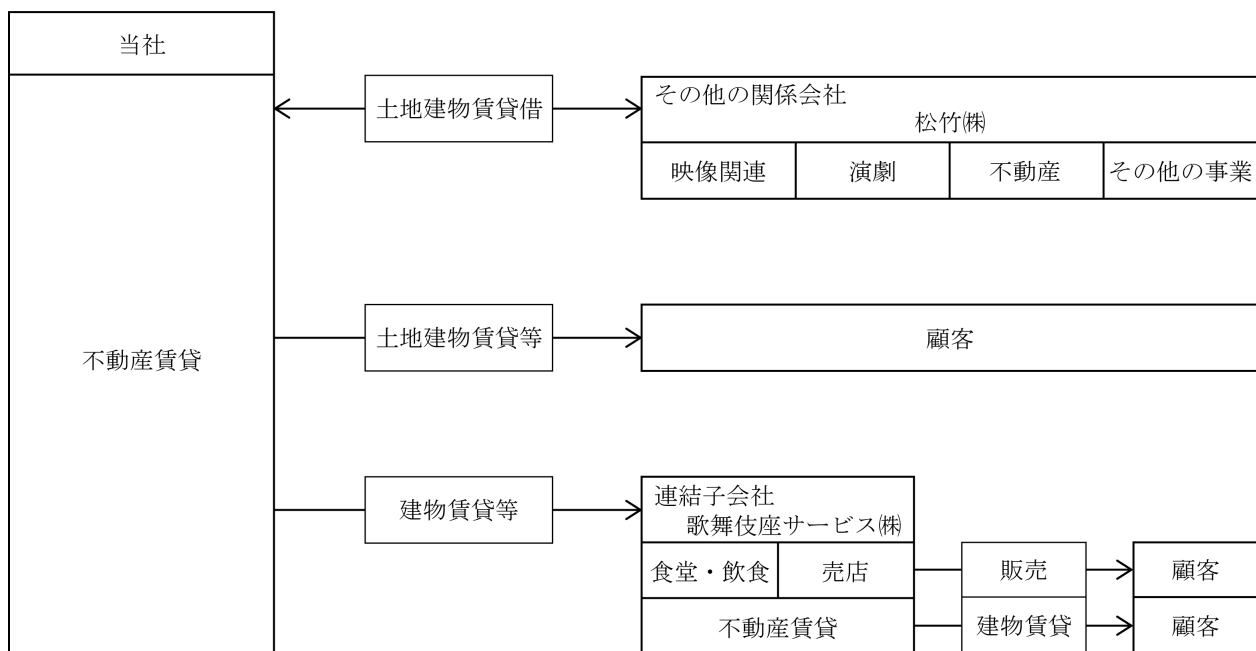 当社
不動産賃貸
土地建物賃貸借
その他の関係会社
松竹㈱
映像関連
演劇
不動産
その他の事業
土地建物賃貸等
顧客
建物賃貸等
連結子会社
歌舞伎座サービス㈱
食堂・飲食
売店
販売
顧客
不動産賃貸
建物賃貸
顧客